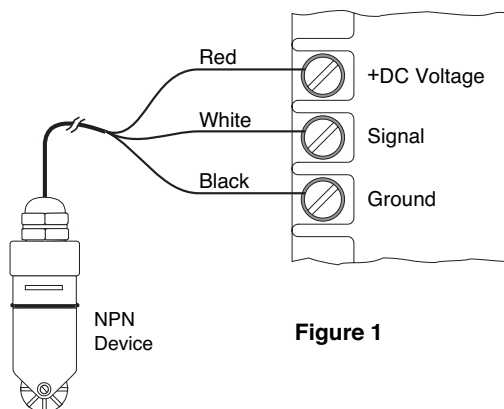 Red
+DC Voltage
White
Signal
Black
Ground
NPN
Device
Figure 1